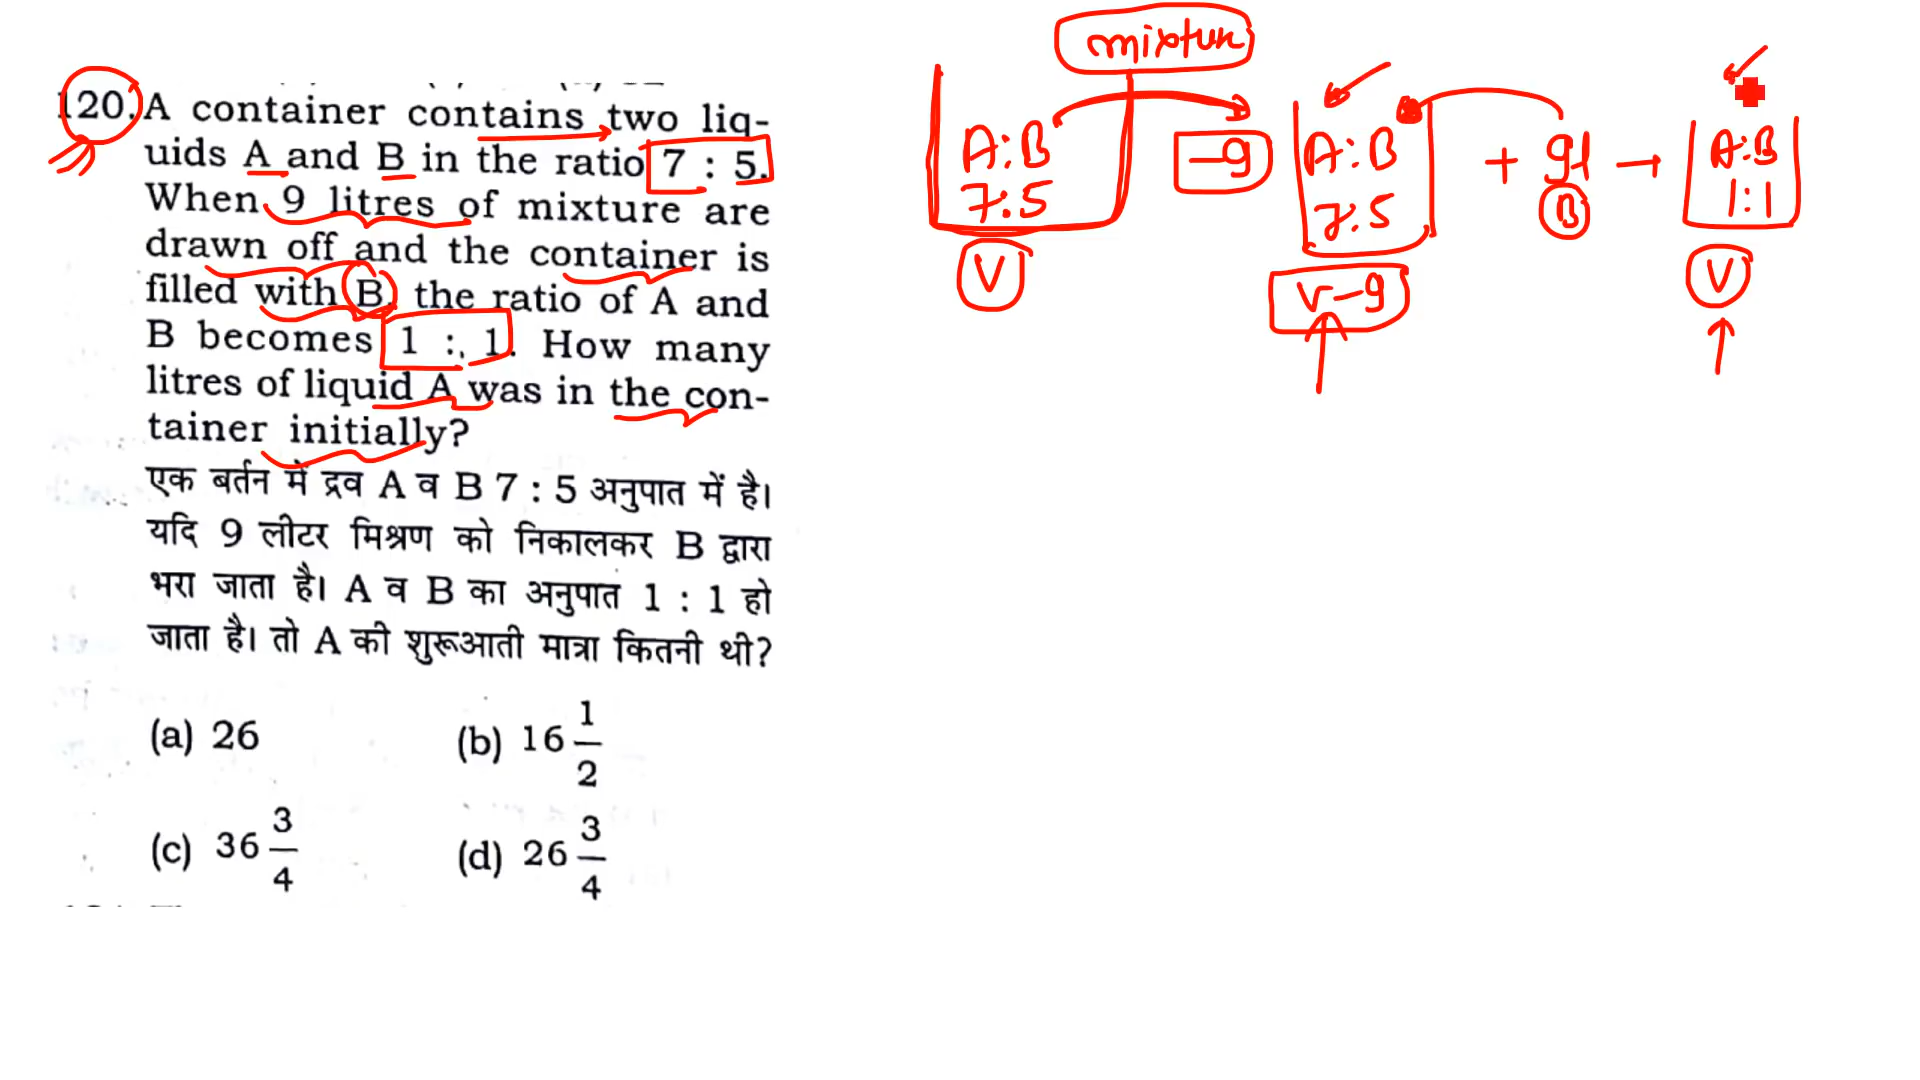 120. A container contains two liq-
uids A and B in the ratio 7 : 5.
When 9 litres of mixture are
drawn off and the container is
filled with B, the ratio of A and
B becomes 1 : 1. How many
litres of liquid A was in the con-
tainer initially?
एक बर्तन में द्रव A व B 7 : 5 अनुपात में है।
यदि 9 लीटर मिश्रण को निकालकर B द्वारा
भरा जाता है। A व B का अनुपात 1 : 1 हो
जाता है। तो A की शुरूआती मात्रा कितनी थी?
(a) 26 (b) 16 1/2
(c) 36 3/4 (d) 26 3/4
mixture
A:B -9 A:B + 9l → A:B
7:5 7:5 B 1:1
V V-9 V